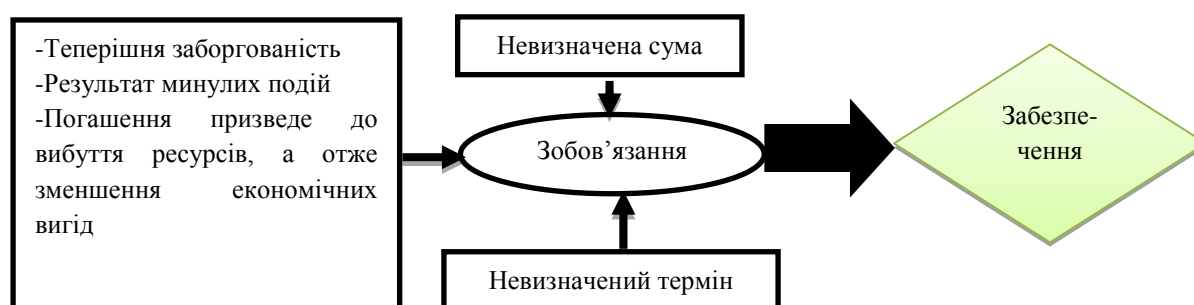 -Теперішня заборгованість
-Результат минулих подій
-Погашення призведе до
вибуття ресурсів, а отже
зменшення економічних
вигід
Невизначена сума
Зобов’язання
Невизначений термін
Забезпе-
чення